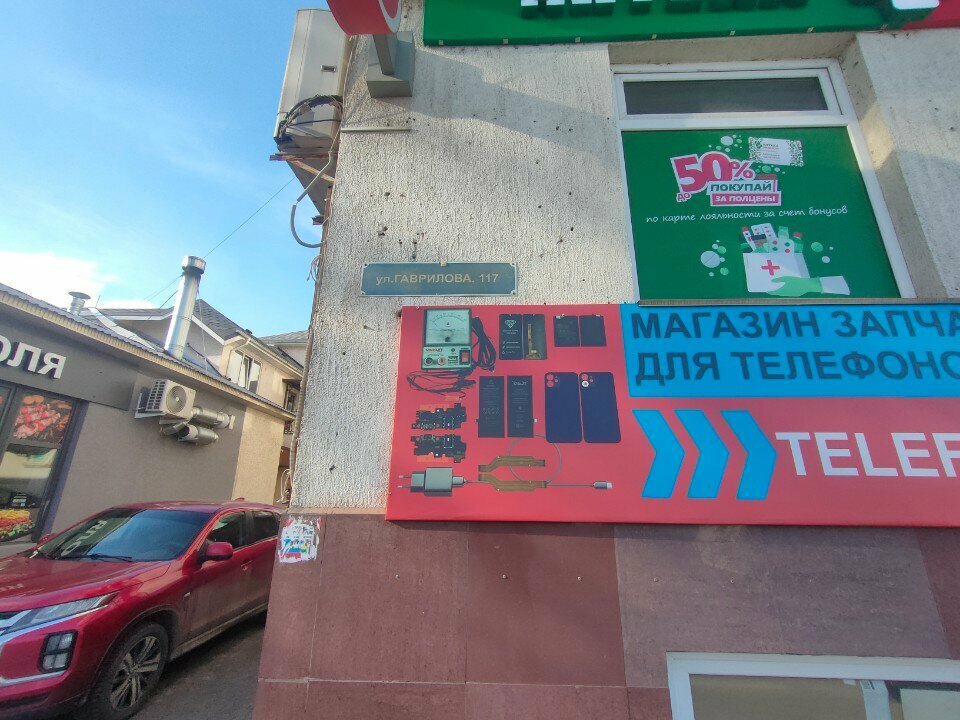 ДО 50%
ПОКУПАЙ
ЗА ПОЛЦЕНЫ
по карте лояльности за счет бонусов
ул.ГАВРИЛОВА, 117
МАГАЗИН ЗАПЧА
ДЛЯ ТЕЛЕФОНО
TELEF
ОЛЯ